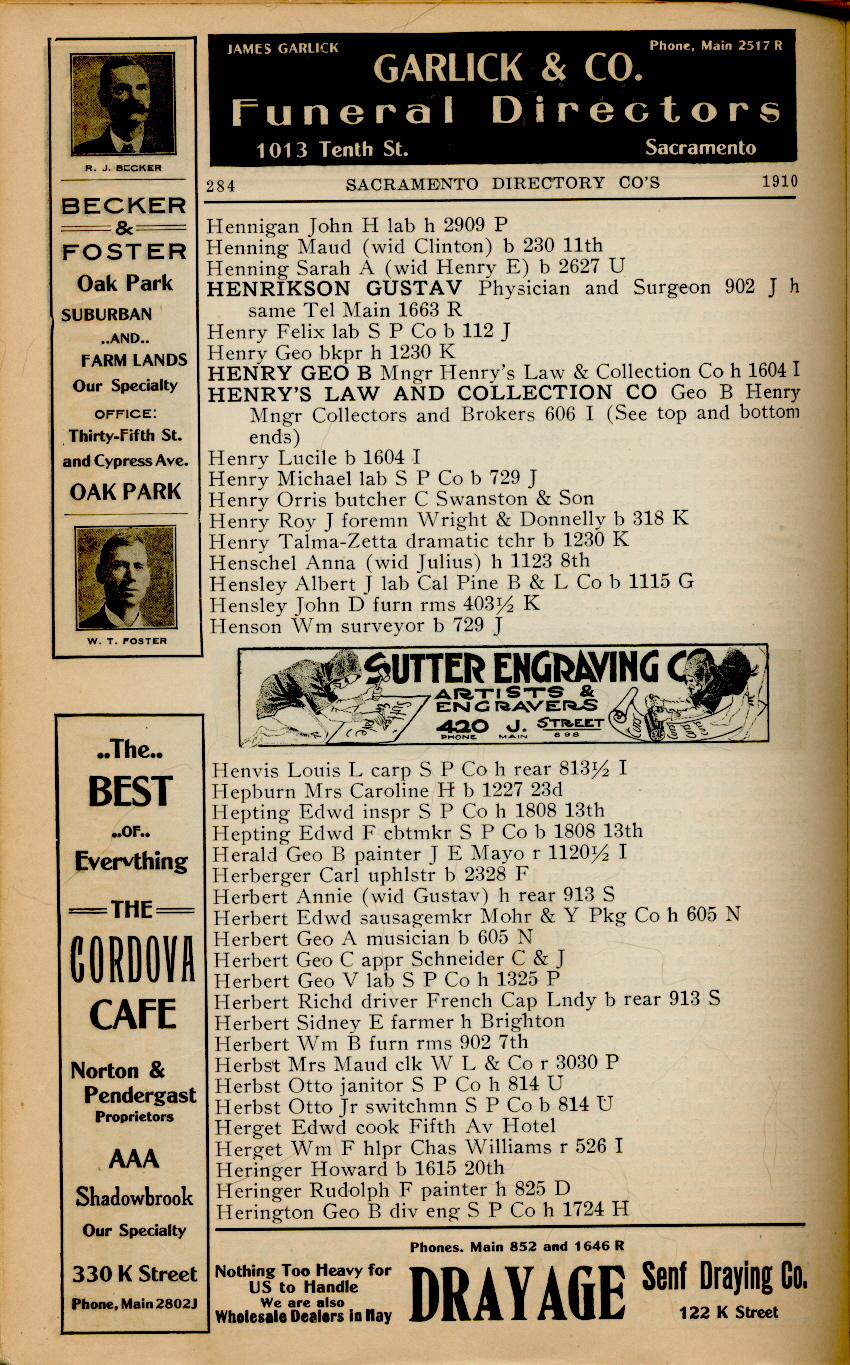 JAMES GARLICK Phone, Main 2517 R
GARLICK & CO.
Funeral Directors
1013 Tenth St. Sacramento
R. J. BECKER
BECKER
&
FOSTER
Oak Park
SUBURBAN
..AND..
FARM LANDS
Our Specialty
OFFICE:
Thirty-Fifth St.
and Cypress Ave.
OAK PARK
W. T. FOSTER
284 SACRAMENTO DIRECTORY CO'S 1910
Hennigan John H lab h 2909 P
Henning Maud (wid Clinton) b 230 11th
Henning Sarah A (wid Henry E) b 2627 U
HENRIKSON GUSTAV Physician and Surgeon 902 J h
same Tel Main 1663 R
Henry Felix lab S P Co b 112 J
Henry Geo bkpr h 1230 K
HENRY GEO B Mngr Henry's Law & Collection Co h 1604 I
HENRY'S LAW AND COLLECTION CO Geo B Henry
Mngr Collectors and Brokers 606 I (See top and bottom
ends)
Henry Lucile b 1604 I
Henry Michael lab S P Co b 729 J
Henry Orris butcher C Swanston & Son
Henry Roy J foremn Wright & Donnelly b 318 K
Henry Talma-Zetta dramatic tchr b 1230 K
Henschel Anna (wid Julius) h 1123 8th
Hensley Albert J lab Cal Pine B & L Co b 1115 G
Hensley John D furn rms 403½ K
Henson Wm surveyor b 729 J
SUTTER ENGRAVING CO
ARTISTS &
ENGRAVERS
420 J. STREET
PHONE MAIN 898
..The..
BEST
..OF..
Everything
THE
CORDOVA
CAFE
Norton &
Pendergast
Proprietors
AAA
Shadowbrook
Our Specialty
330 K Street
Phone, Main 2802J
Henvis Louis L carp S P Co h rear 813½ I
Hepburn Mrs Caroline H b 1227 23d
Hepting Edwd inspr S P Co h 1808 13th
Hepting Edwd F cbtmkr S P Co b 1808 13th
Herald Geo B painter J E Mayo r 1120½ I
Herberger Carl uphlstr b 2328 F
Herbert Annie (wid Gustav) h rear 913 S
Herbert Edwd sausagemkr Mohr & Y Pkg Co h 605 N
Herbert Geo A musician b 605 N
Herbert Geo C appr Schneider C & J
Herbert Geo V lab S P Co h 1325 P
Herbert Richd driver French Cap Lndy b rear 913 S
Herbert Sidney E farmer h Brighton
Herbert Wm B furn rms 902 7th
Herbst Mrs Maud clk W L & Co r 3030 P
Herbst Otto janitor S P Co h 814 U
Herbst Otto Jr switchmn S P Co b 814 U
Herget Edwd cook Fifth Av Hotel
Herget Wm F hlpr Chas Williams r 526 I
Heringer Howard b 1615 20th
Heringer Rudolph F painter h 825 D
Herington Geo B div eng S P Co h 1724 H
Phones. Main 852 and 1646 R
Nothing Too Heavy for
US to Handle
We are also
Wholesale Dealers in Hay
DRAYAGE
Senf Draying Co.
122 K Street